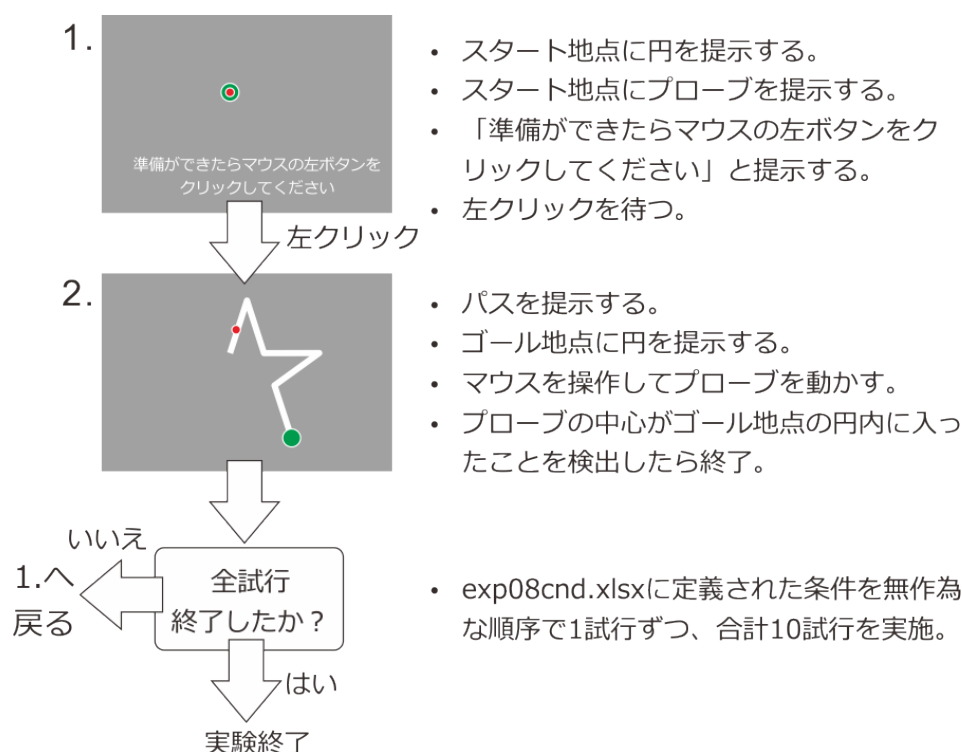 1.
準備ができたらマウスの左ボタンを
クリックしてください
• スタート地点に円を提示する。
• スタート地点にプローブを提示する。
• 「準備ができたらマウスの左ボタンをク
リックしてください」と提示する。
• 左クリックを待つ。
左クリック
2.
• パスを提示する。
• ゴール地点に円を提示する。
• マウスを操作してプローブを動かす。
• プローブの中心がゴール地点の円内に入っ
たことを検出したら終了。
いいえ
1.へ
戻る
全試行
終了したか？
• exp08cnd.xlsxに定義された条件を無作為
な順序で1試行ずつ、合計10試行を実施。
はい
実験終了